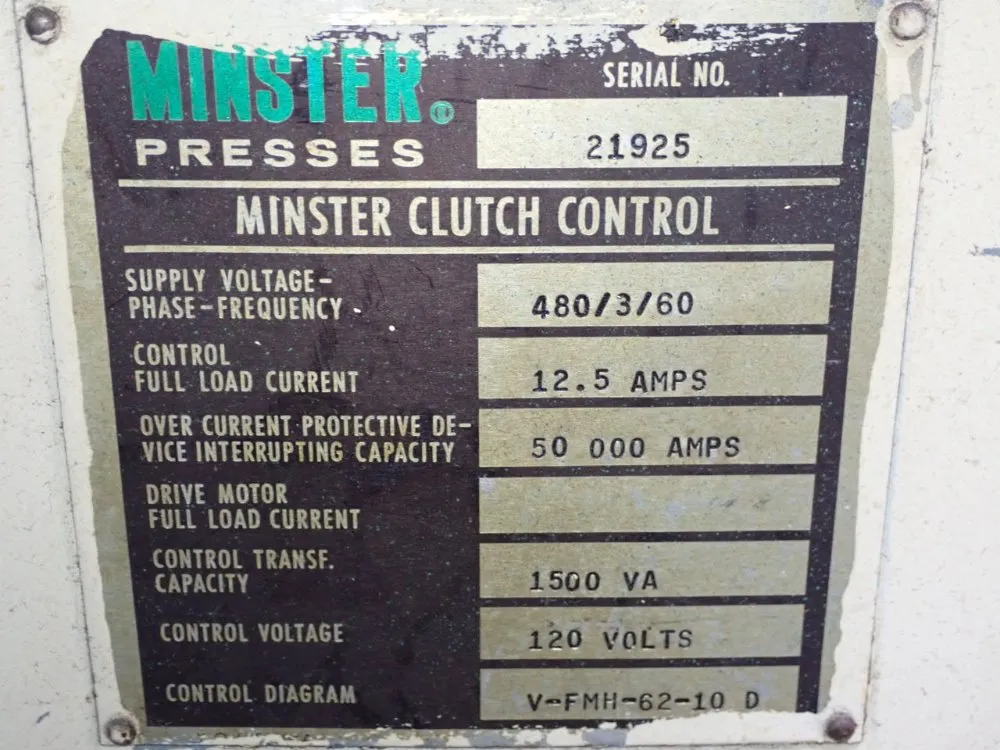 MINSTER®
PRESSES
SERIAL NO.
21925
MINSTER CLUTCH CONTROL
SUPPLY VOLTAGE-
PHASE-FREQUENCY
480/3/60
CONTROL
FULL LOAD CURRENT
12.5 AMPS
OVER CURRENT PROTECTIVE DE-
VICE INTERRUPTING CAPACITY
50 000 AMPS
DRIVE MOTOR
FULL LOAD CURRENT
CONTROL TRANSF.
CAPACITY
1500 VA
CONTROL VOLTAGE
120 VOLTS
CONTROL DIAGRAM
V-FMH-62-10 D